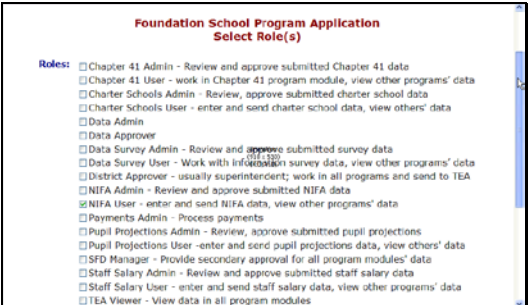 Foundation School Program Application
Select Role(s)
Roles:
Chapter 41 Admin - Review and approve submitted Chapter 41 data
Chapter 41 User - work in Chapter 41 program module, view other programs' data
Charter Schools Admin - Review, approve submitted charter school data
Charter Schools User - enter and send charter school data, view others' data
Data Admin
Data Approver
Data Survey Admin - Review and approve submitted survey data
Data Survey User - Work with information survey data, view other programs' data
District Approver - usually superintendent; work in all programs and send to TEA
NIFA Admin - Review and approve submitted NIFA data
NIFA User - enter and send NIFA data, view other programs' data
Payments Admin - Process payments
Pupil Projections Admin - Review, approve submitted pupil projections
Pupil Projections User -enter and send pupil projections data, view others' data
SFD Manager - Provide secondary approval for all program modules' data
Staff Salary Admin - Review and approve submitted staff salary data
Staff Salary User - enter and send staff salary data, view other programs' data
TEA Viewer - View data in all program modules